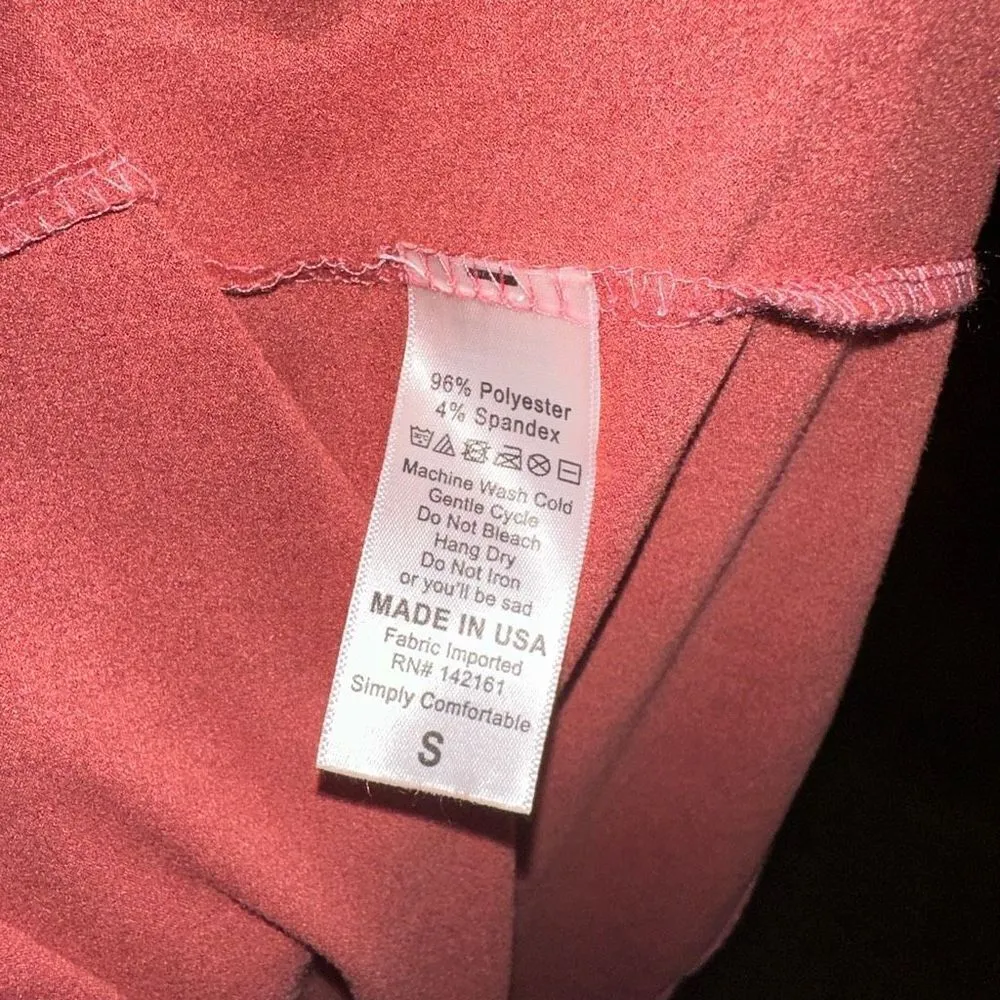 96% Polyester
4% Spandex
Machine Wash Cold
Gentle Cycle
Do Not Bleach
Hang Dry
Do Not Iron
or you'll be sad
MADE IN USA
Fabric Imported
RN# 142161
Simply Comfortable
S